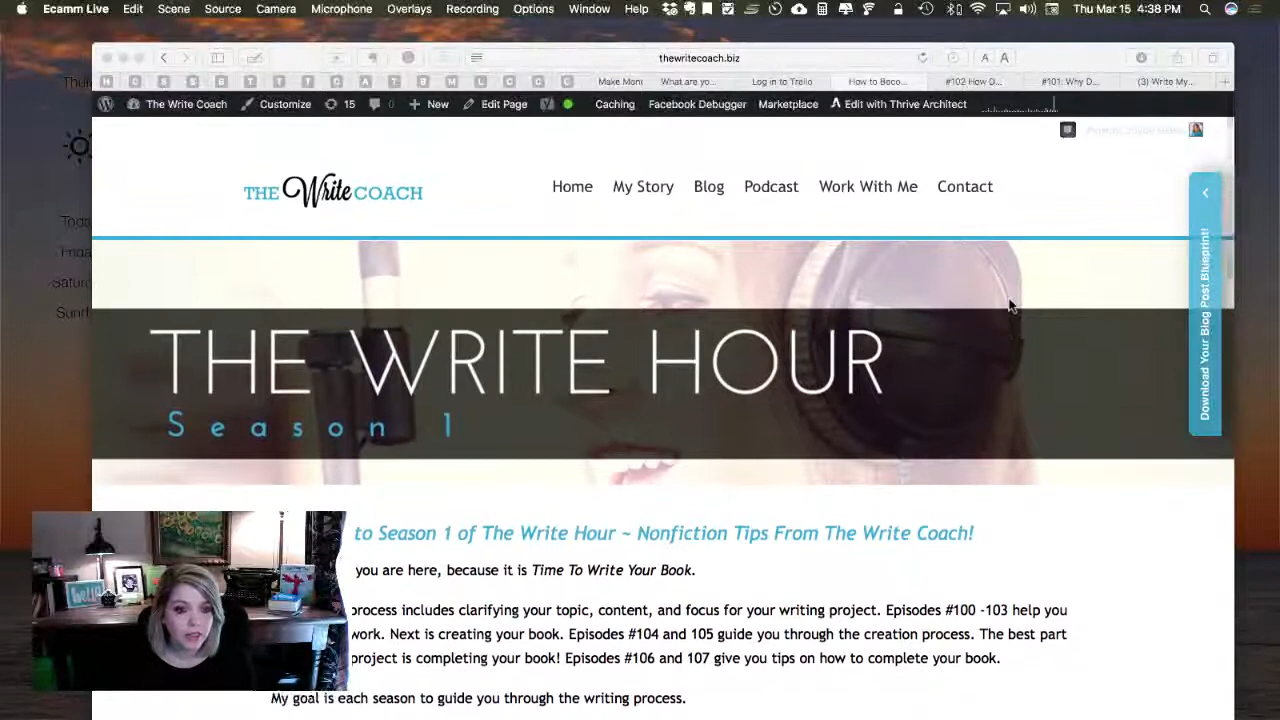 Ecamm Live Edit Scene Source Camera Effects Overlays Recording Options Window Help Thu Mar 15 4:38 PM
thewritecoach.biz A A
H S G T T C G T T L L C C Make Mon What are yo... Log in to Trello How to Beco... #102 How O... #101: Why D... (3) Write My...
The Write Coach Customize 15 0 + New Edit Page Caching Facebook Debugger Marketplace Edit with Thrive Architect
THE Write COACH
Home My Story Blog Podcast Work With Me Contact
Download Your Blog Post Blueprint!
THE WRITE HOUR
Season 1
to Season 1 of The Write Hour ~ Nonfiction Tips From The Write Coach!
you are here, because it is Time To Write Your Book.
process includes clarifying your topic, content, and focus for your writing project. Episodes #100 -103 help you
work. Next is creating your book. Episodes #104 and 105 guide you through the creation process. The best part
project is completing your book! Episodes #106 and 107 give you tips on how to complete your book.
My goal is each season to guide you through the writing process.
Thu
Toda
Frida
Satur
Sund